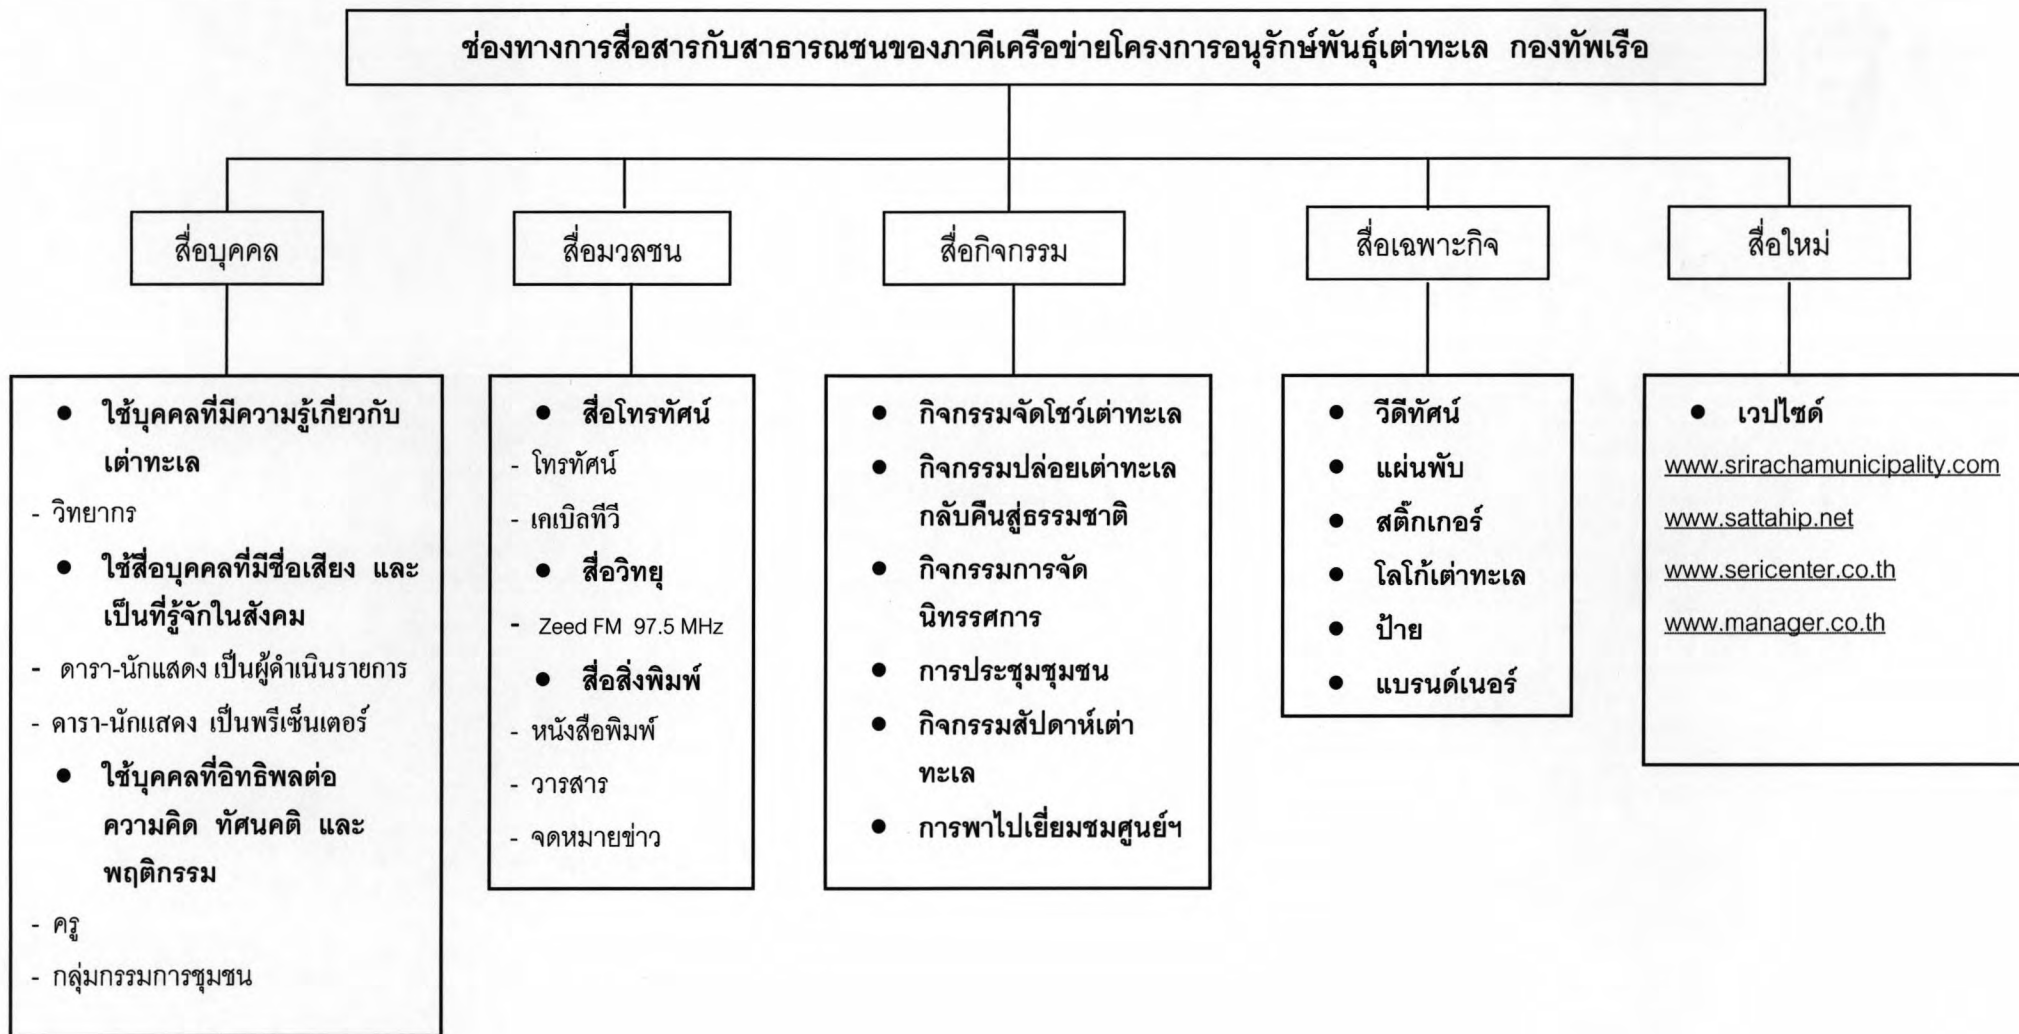 ช่องทางการสื่อสารกับสาธารณชนของภาคีเครือข่ายโครงการอนุรักษ์พันธุ์เต่าทะเล กองทัพเรือ
สื่อบุคคล
● ใช้บุคคลที่มีความรู้เกี่ยวกับ
เต่าทะเล
- วิทยากร
● ใช้สื่อบุคคลที่มีชื่อเสียง และ
เป็นที่รู้จักในสังคม
- ดารา-นักแสดง เป็นผู้ดำเนินรายการ
- ดารา-นักแสดง เป็นพรีเซ็นเตอร์
● ใช้บุคคลที่อิทธิพลต่อ
ความคิด ทัศนคติ และ
พฤติกรรม
- ครู
- กลุ่มกรรมการชุมชน
สื่อมวลชน
● สื่อโทรทัศน์
- โทรทัศน์
- เคเบิลทีวี
● สื่อวิทยุ
- Zeed FM 97.5 MHz
● สื่อสิ่งพิมพ์
- หนังสือพิมพ์
- วารสาร
- จดหมายข่าว
สื่อกิจกรรม
● กิจกรรมจัดโชว์เต่าทะเล
● กิจกรรมปล่อยเต่าทะเล
กลับคืนสู่ธรรมชาติ
● กิจกรรมการจัด
นิทรรศการ
● การประชุมชุมชน
● กิจกรรมสัปดาห์เต่า
ทะเล
● การพาไปเยี่ยมชมศูนย์ฯ
สื่อเฉพาะกิจ
● วีดีทัศน์
● แผ่นพับ
● สติ๊กเกอร์
● โลโก้เต่าทะเล
● ป้าย
● แบรนด์เนอร์
สื่อใหม่
● เวปไซด์
www.srirachamunicipality.com
www.sattahip.net
www.sericenter.co.th
www.manager.co.th